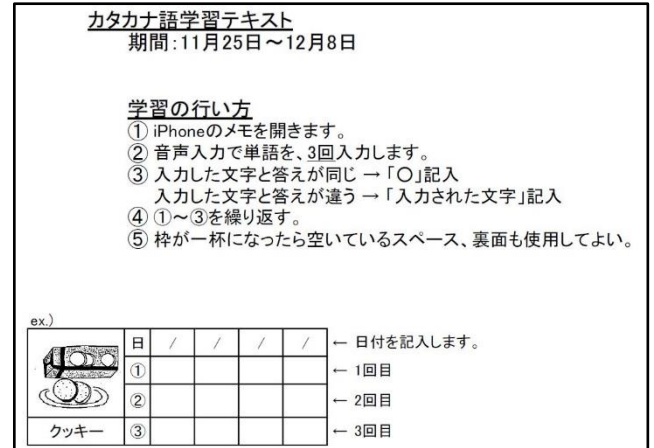 カタカナ語学習テキスト
期間:11月25日～12月8日
学習の行い方
① iPhoneのメモを開きます。
② 音声入力で単語を、3回入力します。
③ 入力した文字と答えが同じ → 「〇」記入
入力した文字と答えが違う → 「入力された文字」記入
④ ①～③を繰り返す。
⑤ 枠が一杯になったら空いているスペース、裏面も使用してよい。
ex.)
日 / / / / ← 日付を記入します。
① ← 1回目
② ← 2回目
クッキー ③ ← 3回目